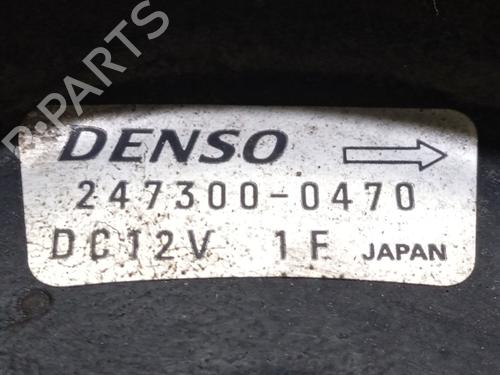 B-PARTS
DENSO
247300-0470
DC12V 1F JAPAN